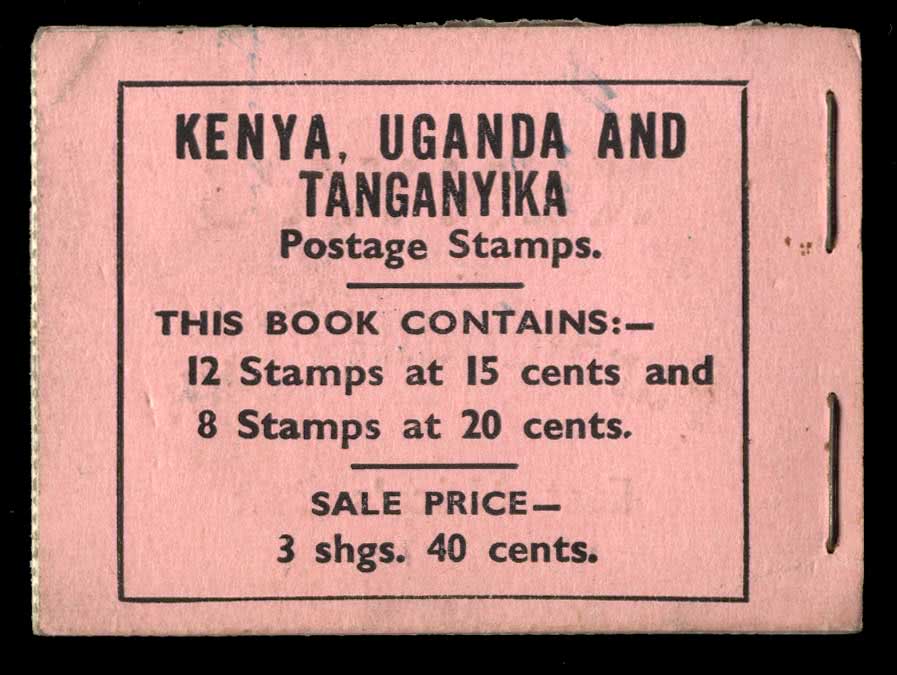 KENYA, UGANDA AND
TANGANYIKA
Postage Stamps.
THIS BOOK CONTAINS:—
12 Stamps at 15 cents and
8 Stamps at 20 cents.
SALE PRICE—
3 shgs. 40 cents.